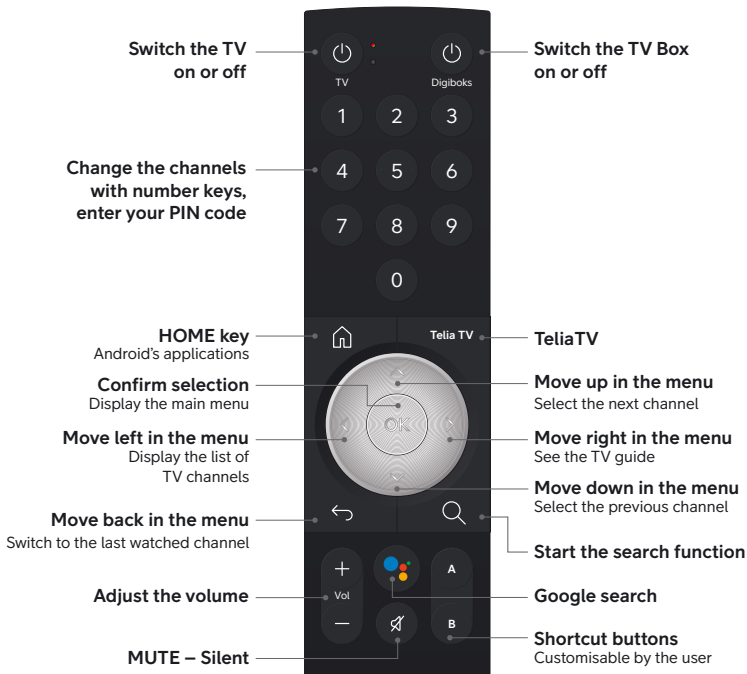 Switch the TV
on or off
Switch the TV Box
on or off
TV
Digiboks
1 2 3
Change the channels
with number keys,
enter your PIN code
4 5 6
7 8 9
0
HOME key
Android's applications
Telia TV
TeliaTV
Confirm selection
Display the main menu
Move up in the menu
Select the next channel
OK
Move left in the menu
Display the list of
TV channels
Move right in the menu
See the TV guide
Move down in the menu
Select the previous channel
Move back in the menu
Switch to the last watched channel
Start the search function
+
Vol
–
Adjust the volume
A
Google search
B
MUTE – Silent
Shortcut buttons
Customisable by the user